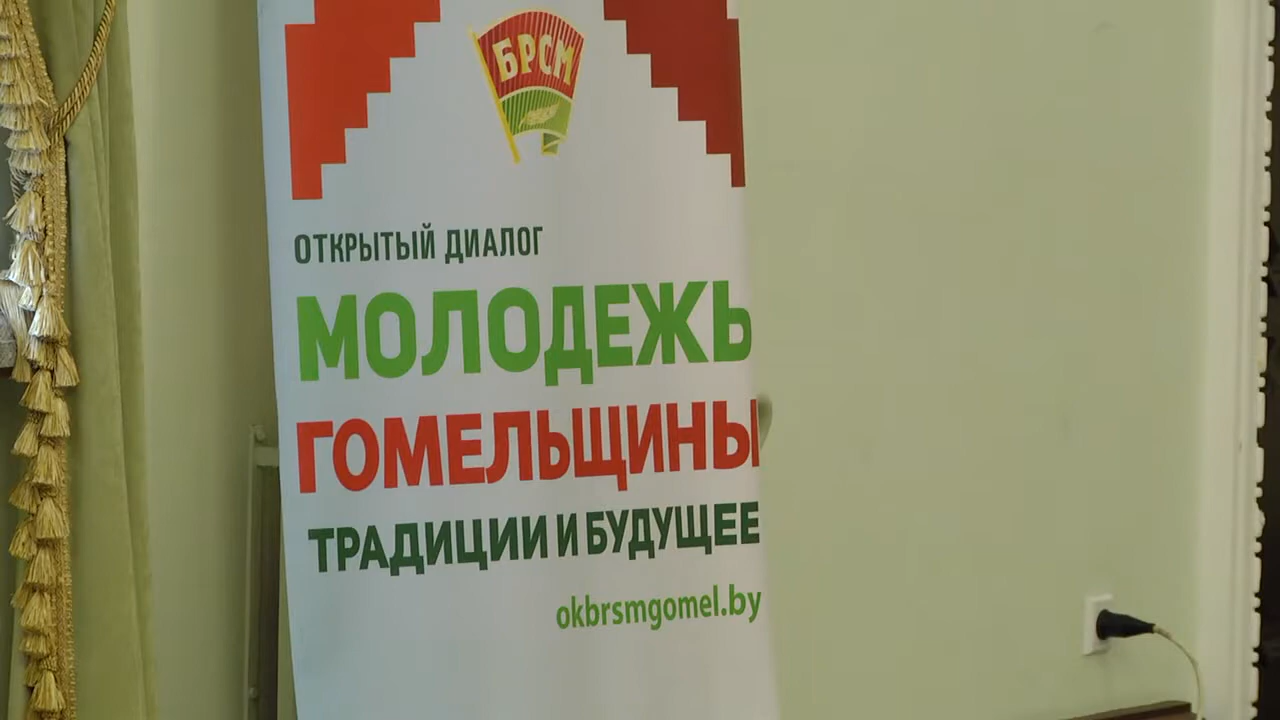 БРСМ
ОТКРЫТЫЙ ДИАЛОГ
МОЛОДЕЖЬ
ГОМЕЛЬЩИНЫ
ТРАДИЦИИ И БУДУЩЕЕ
okbrsmgomel.by